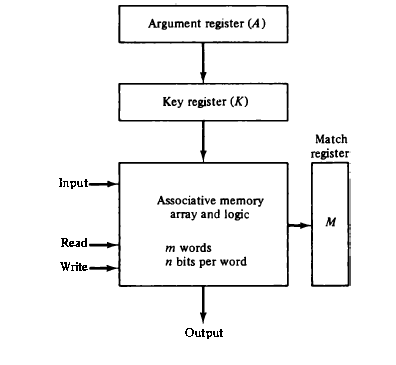 Argument register (A)
Key register (K)
Match
register
Input
Associative memory
array and logic
M
Read
m words
Write
n bits per word
Output